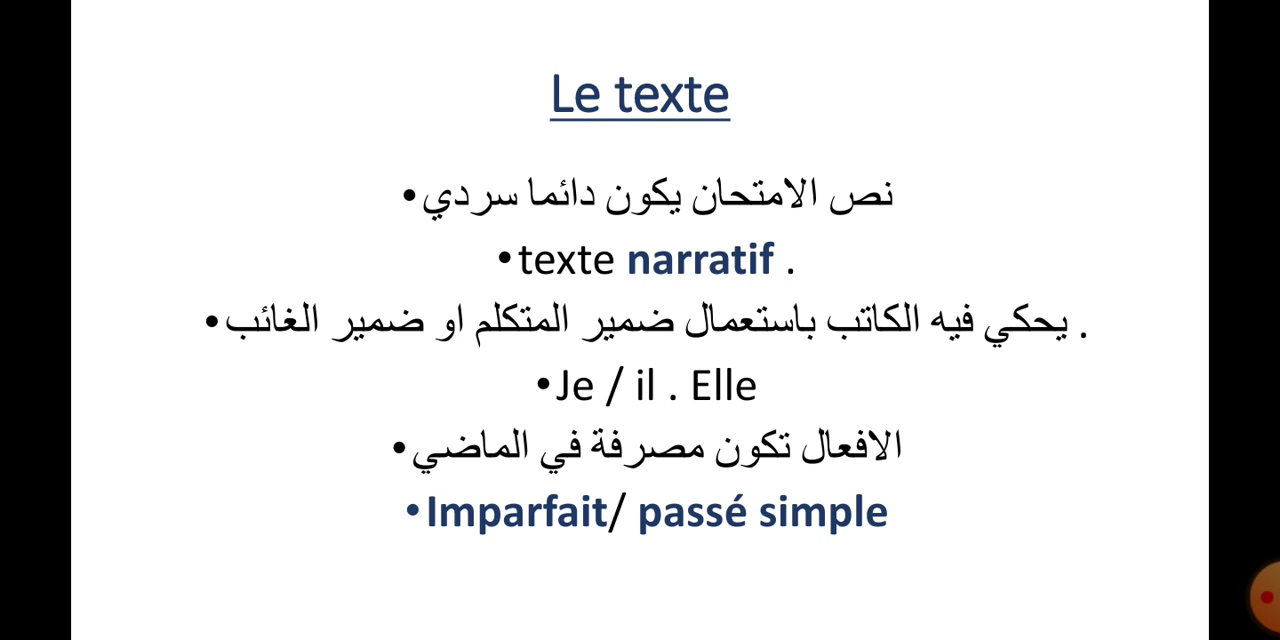 Le texte
•نص الامتحان يكون دائما سردي
•texte narratif .
•يحكي فيه الكاتب باستعمال ضمير المتكلم او ضمير الغائب .
•Je / il . Elle
•الافعال تكون مصرفة في الماضي
•Imparfait/ passé simple